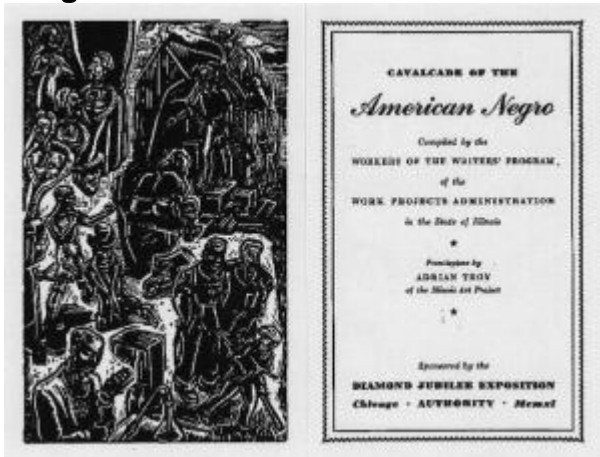 CAVALCADE OF THE
American Negro
Compiled by the
WORKERS OF THE WRITERS' PROGRAM,
of the
WORK PROJECTS ADMINISTRATION
in the State of Illinois
Frontispiece by
ADRIAN TROY
of the Illinois Art Project
Sponsored by the
DIAMOND JUBILEE EXPOSITION
Chicago · AUTHORITY · Mcmxl